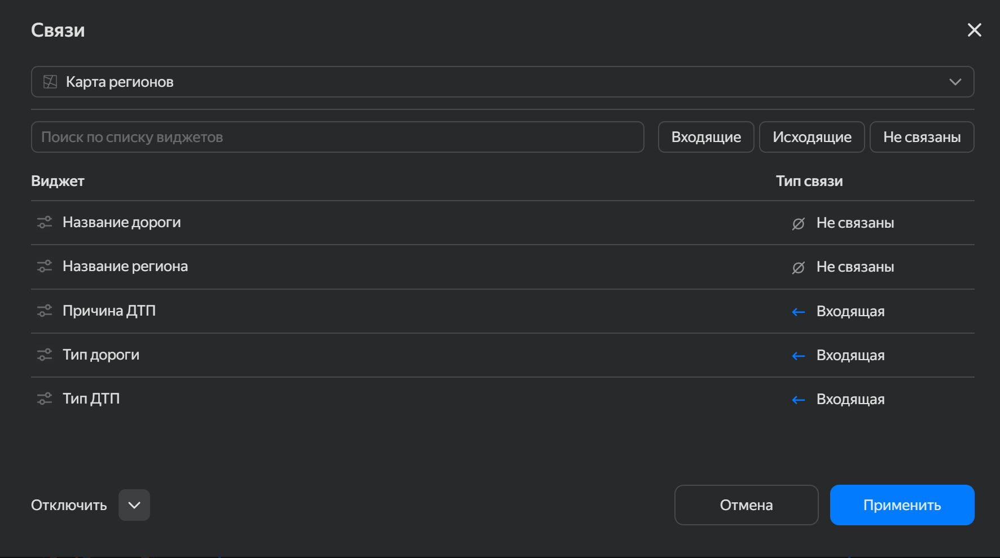 Связи
Карта регионов
Поиск по списку виджетов
Входящие
Исходящие
Не связаны
Виджет
Тип связи
Название дороги
Не связаны
Название региона
Не связаны
Причина ДТП
Входящая
Тип дороги
Входящая
Тип ДТП
Входящая
Отключить
Отмена
Применить